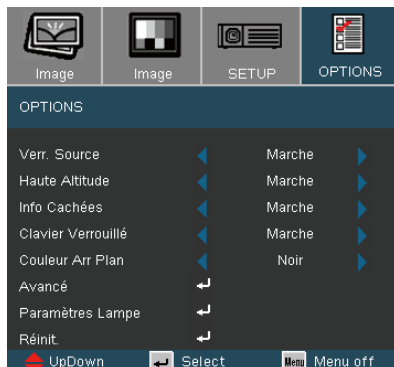 Image Image SETUP OPTIONS
OPTIONS
Verr. Source Marche
Haute Altitude Marche
Info Cachées Marche
Clavier Verrouillé Marche
Couleur Arr Plan Noir
Avancé
Paramètres Lampe
Réinit.
UpDown Select Menu Menu off